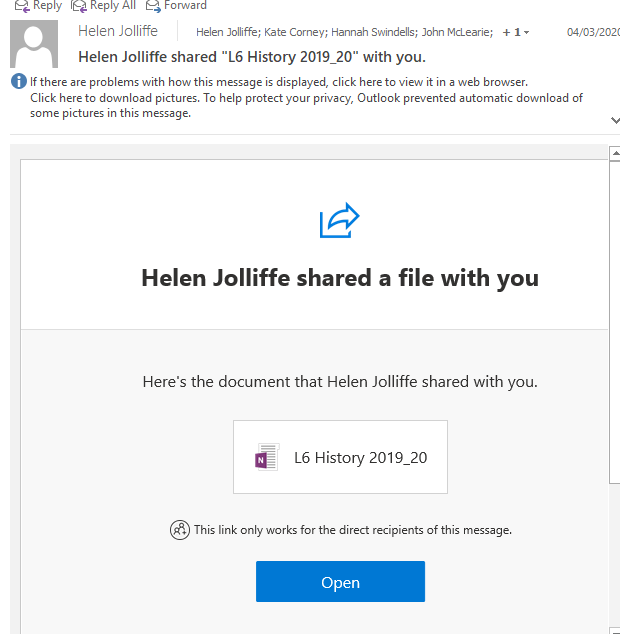 Reply Reply All Forward
Helen Jolliffe Helen Jolliffe; Kate Corney; Hannah Swindells; John McLearie; + 1 04/03/2020
Helen Jolliffe shared "L6 History 2019_20" with you.
If there are problems with how this message is displayed, click here to view it in a web browser.
Click here to download pictures. To help protect your privacy, Outlook prevented automatic download of
some pictures in this message.
Helen Jolliffe shared a file with you
Here's the document that Helen Jolliffe shared with you.
N L6 History 2019_20
This link only works for the direct recipients of this message.
Open